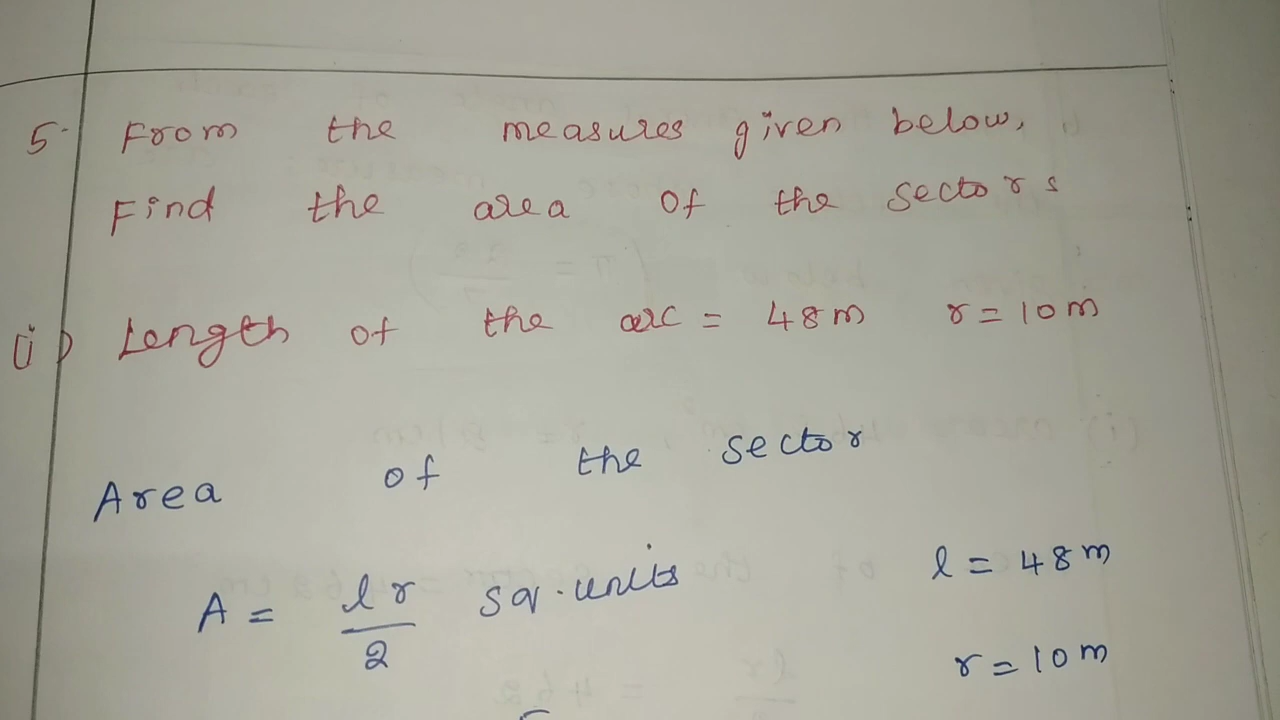 5. From the measures given below,
Find the area of the sectors
(i) Length of the arc = 48m r = 10m
Area of the sector
A = lr/2 sq.units l = 48m
r = 10m